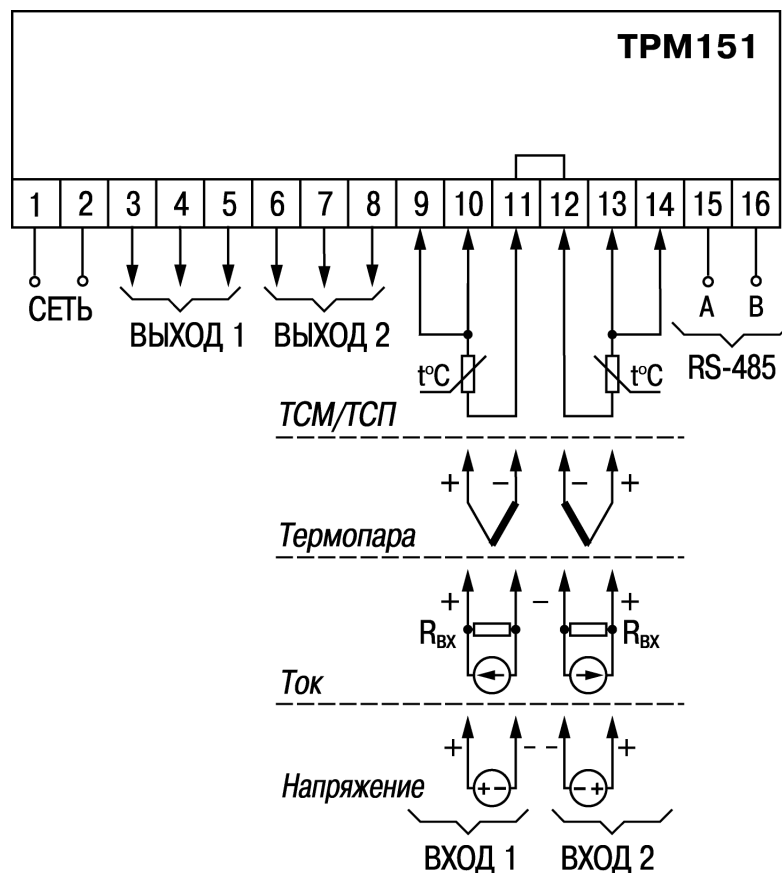 ТРМ151
1 2 3 4 5 6 7 8 9 10 11 12 13 14 15 16
СЕТЬ
ВЫХОД 1 ВЫХОД 2
A B
RS-485
t°C t°C
ТСМ/ТСП
+ − − +
Термопара
+ − +
Rвх Rвх
Ток
+ − − +
+ − − +
Напряжение
ВХОД 1 ВХОД 2